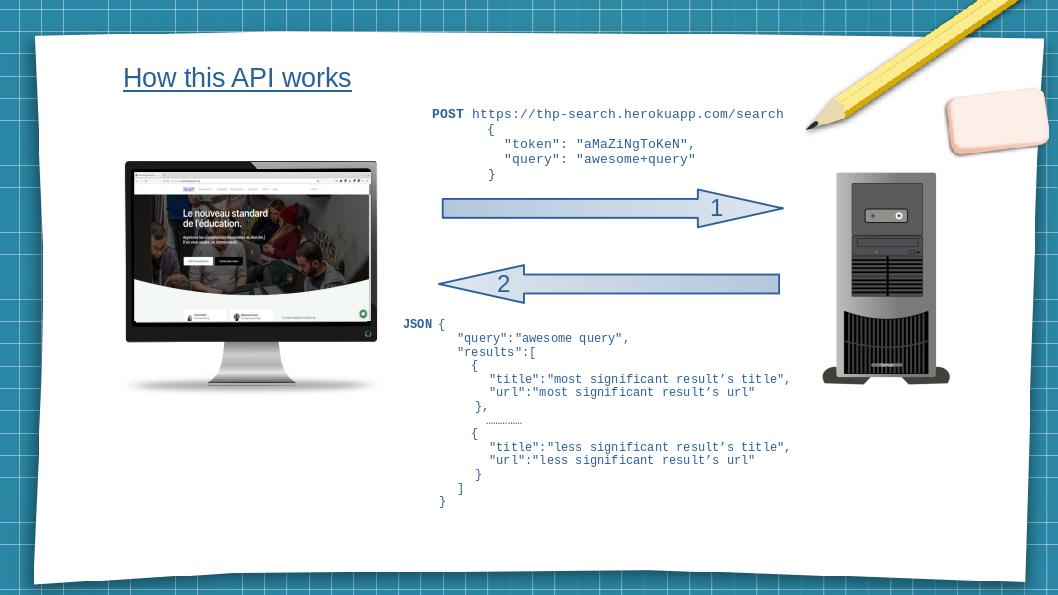 How this API works
POST https://thp-search.herokuapp.com/search
{
"token": "aMaZiNgToKeN",
"query": "awesome+query"
}
1
2
Le nouveau standard
de l'éducation.
JSON {
"query":"awesome query",
"results":[
{
"title":"most significant result’s title",
"url":"most significant result’s url"
},
……………
{
"title":"less significant result’s title",
"url":"less significant result’s url"
}
]
}